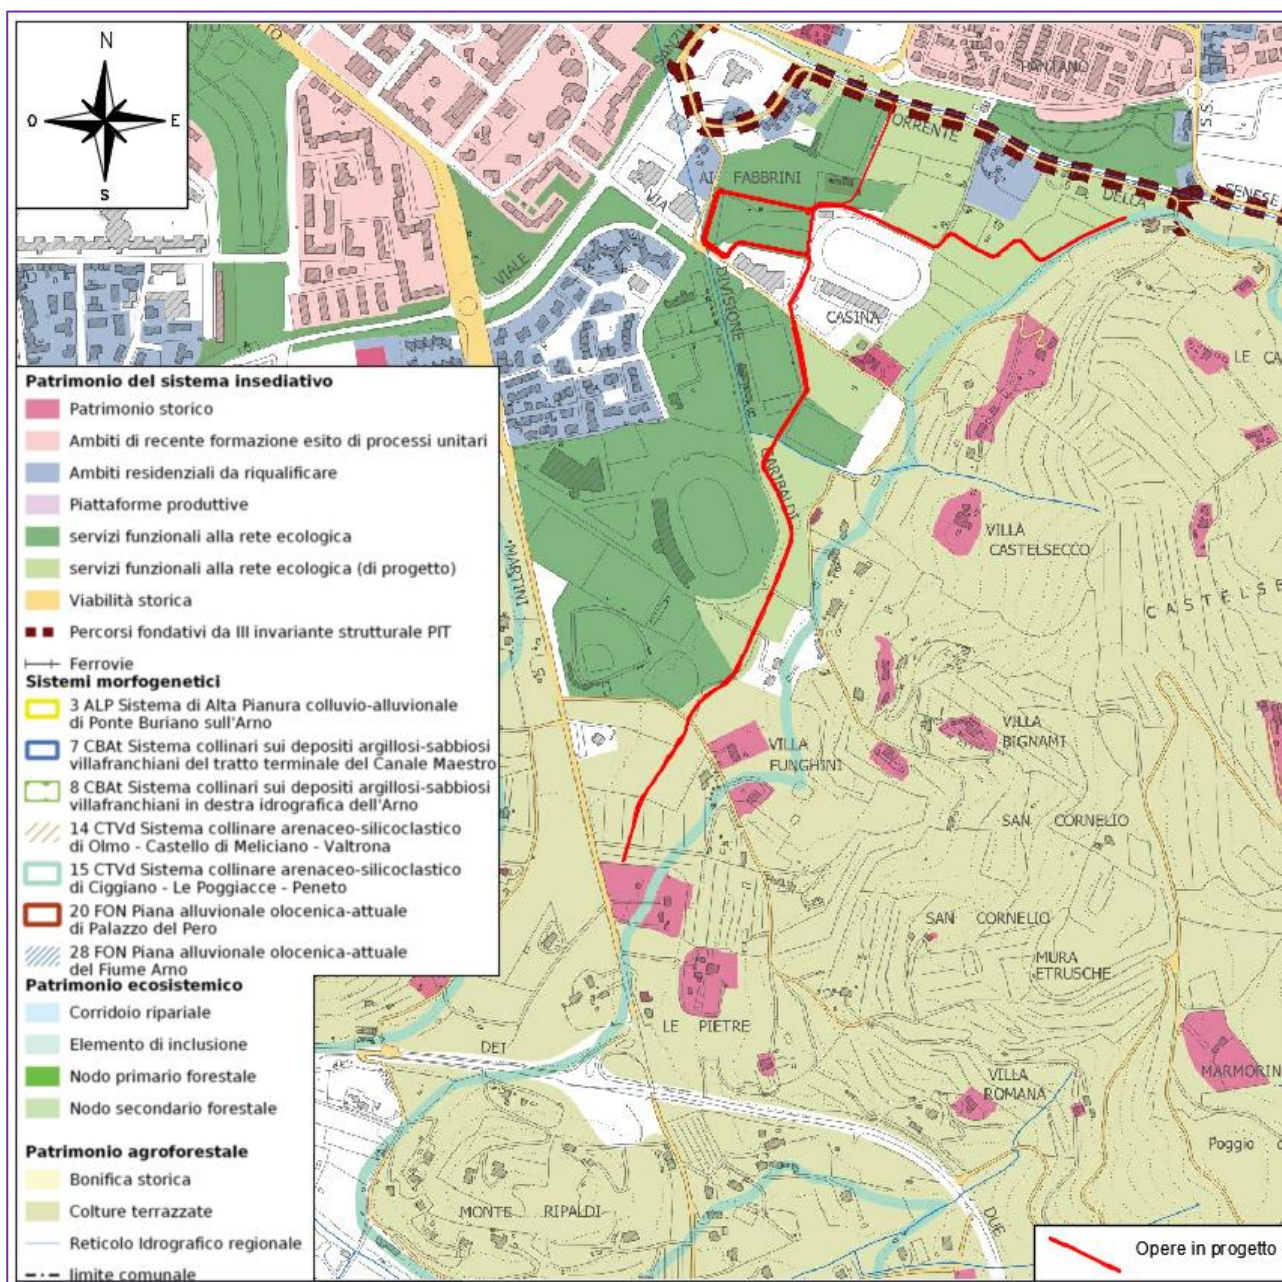 N
O
E
S
PANTANO
S.S.
TORRENTE
AI FABBRINI
DELLA
SENESE
VIA
VIALE
DIVISIONE
CASINA
LE CA
GARIBALDI
VILLA
CASTELSECCO
MARTINI
CASTELSE
VILLA
BIGNAMI
VILLA
FUNGHINI
SAN CORNELIO
SAN CORNELIO
MURA
ETRUSCHE
LE PIETRE
DEI
VILLA
ROMANA
MARMORIN
Poggio
MONTE RIPALDI
DUE
Patrimonio del sistema insediativo
Patrimonio storico
Ambiti di recente formazione esito di processi unitari
Ambiti residenziali da riqualificare
Piattaforme produttive
servizi funzionali alla rete ecologica
servizi funzionali alla rete ecologica (di progetto)
Viabilità storica
Percorsi fondativi da III invariante strutturale PIT
Ferrovie
Sistemi morfogenetici
3 ALP Sistema di Alta Pianura colluvio-alluvionale
di Ponte Buriano sull'Arno
7 CBAt Sistema collinari sui depositi argillosi-sabbiosi
villafranchiani del tratto terminale del Canale Maestro
8 CBAt Sistema collinari sui depositi argillosi-sabbiosi
villafranchiani in destra idrografica dell'Arno
14 CTVd Sistema collinare arenaceo-silicoclastico
di Olmo - Castello di Meliciano - Valtrona
15 CTVd Sistema collinare arenaceo-silicoclastico
di Ciggiano - Le Poggiacce - Peneto
20 FON Piana alluvionale olocenica-attuale
di Palazzo del Pero
28 FON Piana alluvionale olocenica-attuale
del Fiume Arno
Patrimonio ecosistemico
Corridoio ripariale
Elemento di inclusione
Nodo primario forestale
Nodo secondario forestale
Patrimonio agroforestale
Bonifica storica
Colture terrazzate
Reticolo Idrografico regionale
limite comunale
Opere in progetto